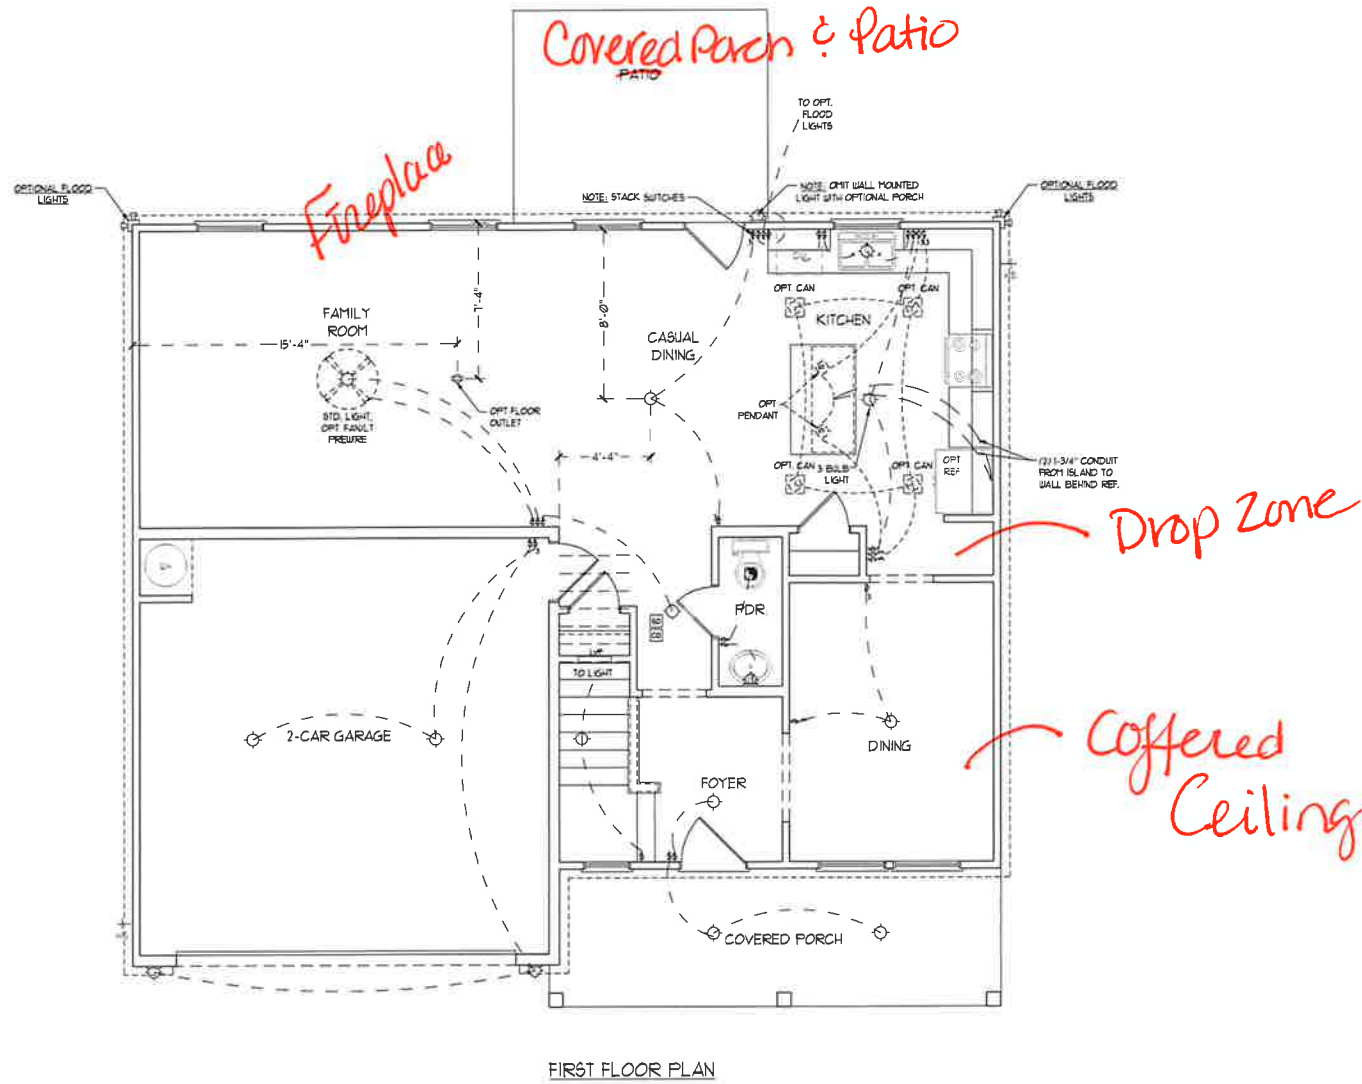 Covered Porch & Patio
PATIO
TO OPT.
FLOOD
LIGHTS
Fireplace
OPTIONAL FLOOD
LIGHTS
NOTE: STACK SWITCHES
NOTE: OMIT WALL MOUNTED
LIGHT WITH OPTIONAL PORCH
OPTIONAL FLOOD
LIGHTS
OPT. CAN
OPT. CAN
FAMILY
ROOM
15'-4"
7'-4"
8'-0"
CASUAL
DINING
KITCHEN
STD. LIGHT,
OPT FAN/LT
PREWIRE
OPT FLOOR
OUTLET
OPT
PENDANT
4'-4"
OPT. CAN
3 BULB
LIGHT
OPT. CAN
OPT
REF
(2) 1-3/4" CONDUIT
FROM ISLAND TO
WALL BEHIND REF.
Drop Zone
PDR.
TO LIGHT
2-CAR GARAGE
DINING
Coffered
Ceiling
FOYER
COVERED PORCH
FIRST FLOOR PLAN